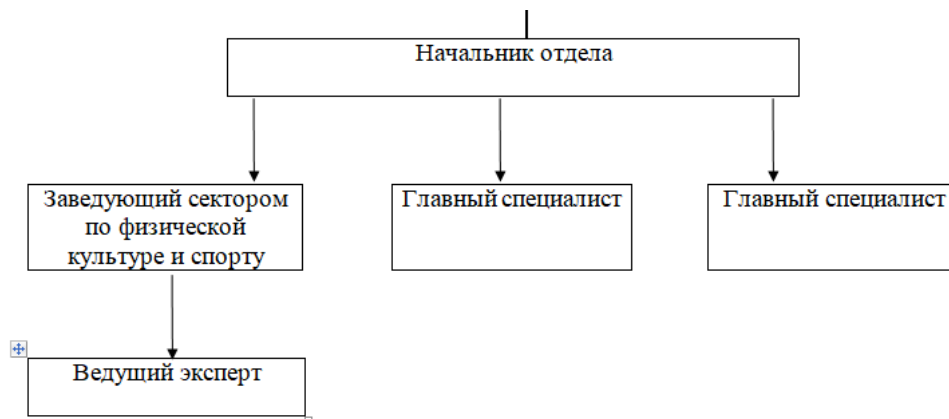 Начальник отдела
Заведующий сектором
по физической
культуре и спорту
Главный специалист
Главный специалист
Ведущий эксперт